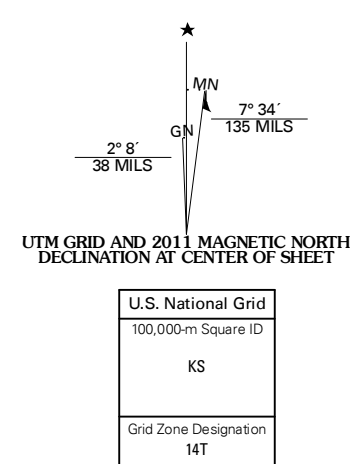 ★
MN
7° 34´
135 MILS
GN
2° 8´
38 MILS
UTM GRID AND 2011 MAGNETIC NORTH
DECLINATION AT CENTER OF SHEET
U.S. National Grid
100,000-m Square ID
KS
Grid Zone Designation
14T